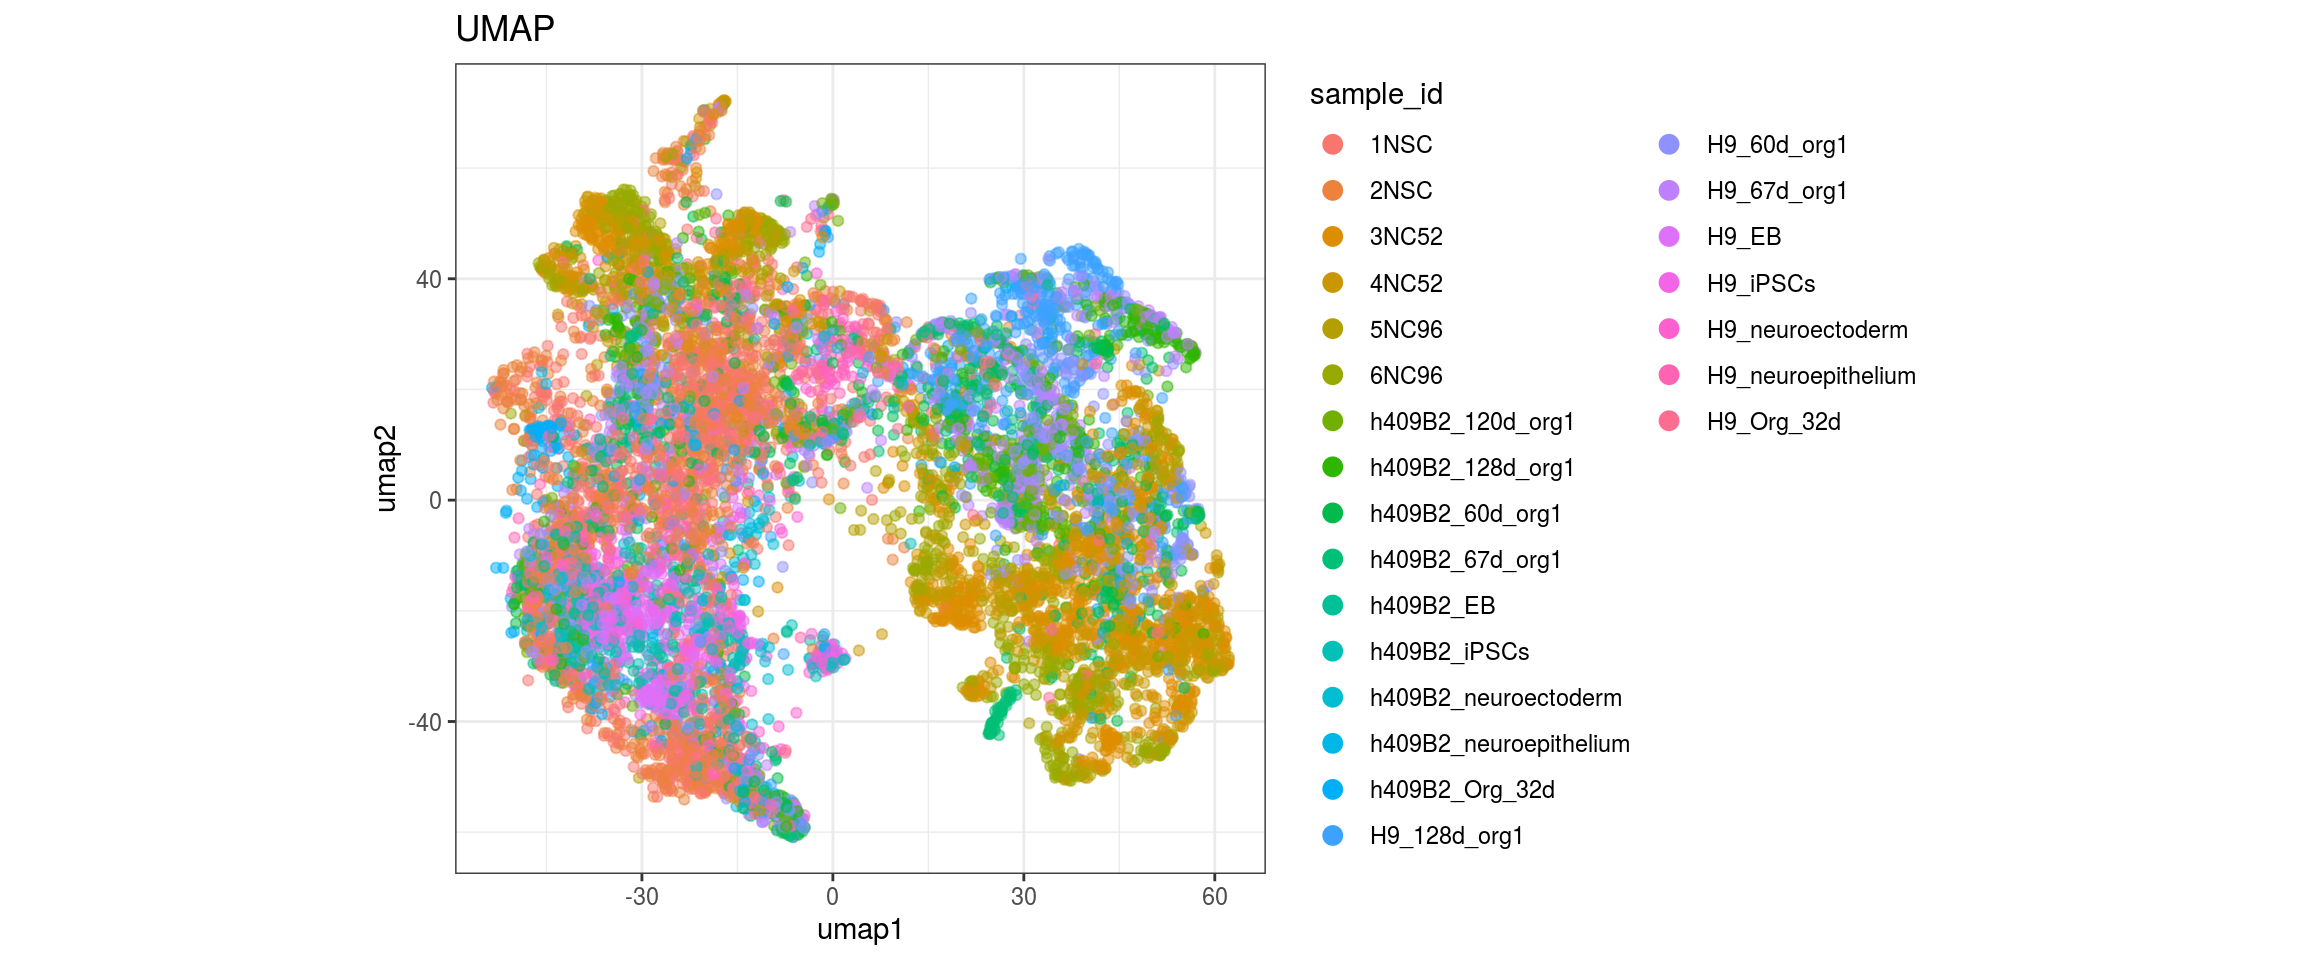 UMAP
umap2
40
0
-40
-30
0
30
60
umap1
sample_id
1NSC
2NSC
3NC52
4NC52
5NC96
6NC96
h409B2_120d_org1
h409B2_128d_org1
h409B2_60d_org1
h409B2_67d_org1
h409B2_EB
h409B2_iPSCs
h409B2_neuroectoderm
h409B2_neuroepithelium
h409B2_Org_32d
H9_128d_org1
H9_60d_org1
H9_67d_org1
H9_EB
H9_iPSCs
H9_neuroectoderm
H9_neuroepithelium
H9_Org_32d